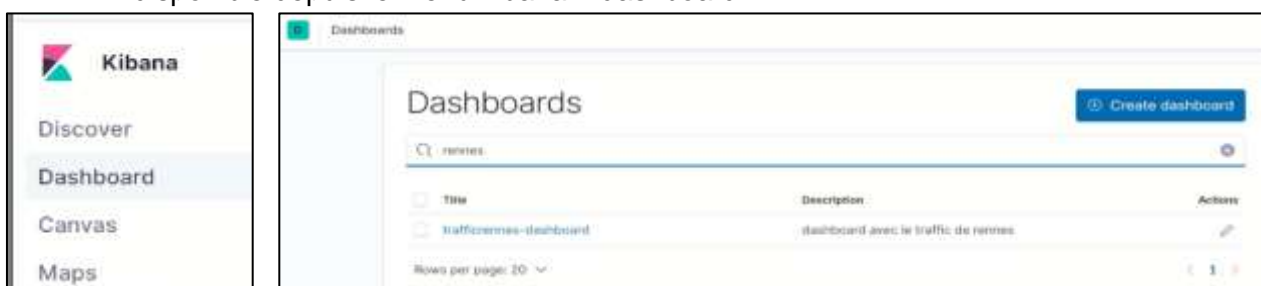 Kibana
Discover
Dashboard
Canvas
Maps
Dashboards
Dashboards
Create dashboard
rennes
Title
Description
Actions
trafficrennes-dashboard
dashboard avec le traffic de rennes
Rows per page: 20
1